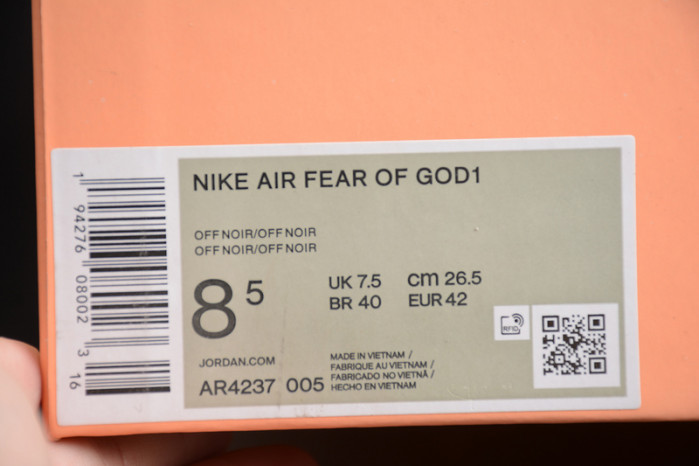 1 94276 08002 3 16
NIKE AIR FEAR OF GOD1
OFF NOIR/OFF NOIR
OFF NOIR/OFF NOIR
8 5
UK 7.5 cm 26.5
BR 40 EUR 42
RFID
JORDAN.COM
AR4237 005
MADE IN VIETNAM /
FABRIQUE AU VIETNAM /
FABRICADO NO VIETNÃ /
HECHO EN VIETNAM